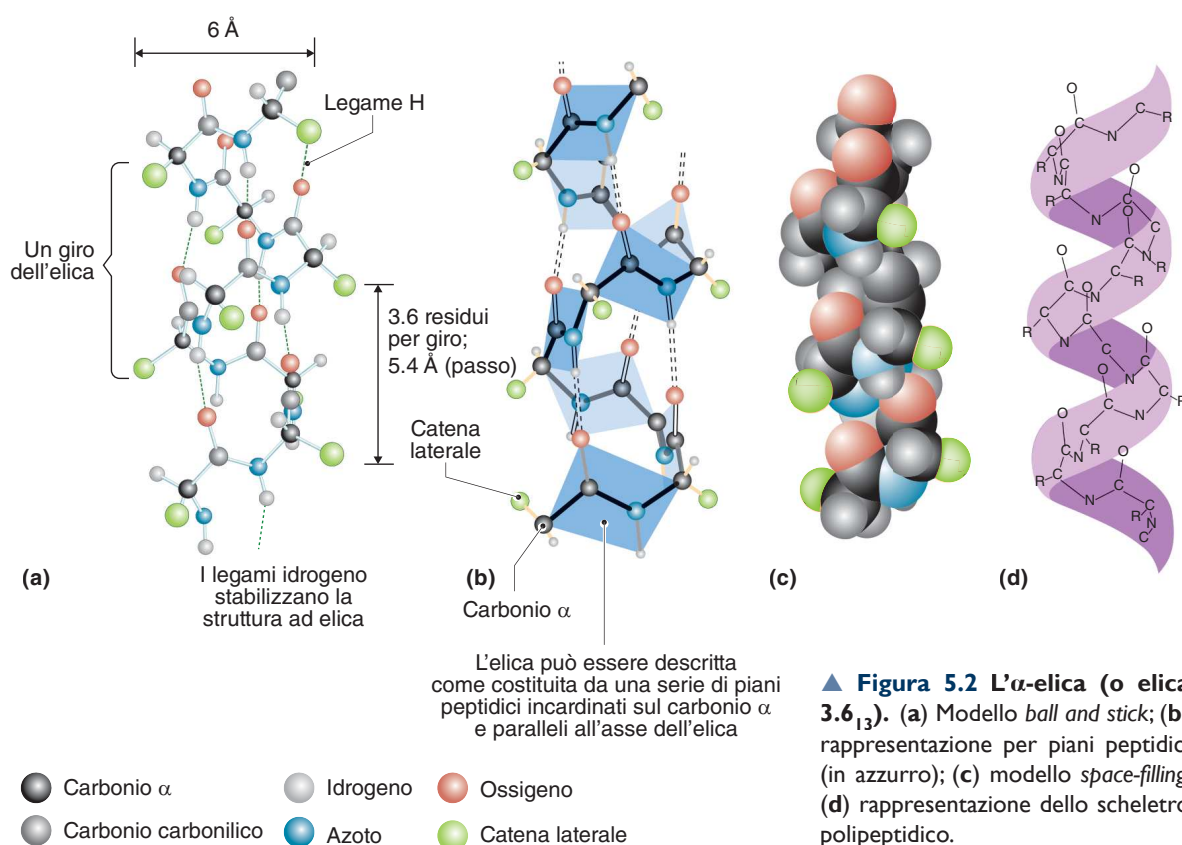 6 Å
Legame H
Un giro
dell'elica
3.6 residui
per giro;
5.4 Å (passo)
Catena
laterale
(a)
I legami idrogeno
stabilizzano la
struttura ad elica
(b)
Carbonio α
L'elica può essere descritta
come costituita da una serie di piani
peptidici incardinati sul carbonio α
e paralleli all'asse dell'elica
(c)
O
C
C
R
O
N
R
C
N
C
R
C
O
N
C
C
O
C
R
N
O
C
C
N
R
C
R
N
O
C
C
O
C
R
N
C
O
C
R
N
O
C
R
N
C
O
C
R
N
C
(d)
Carbonio α
Idrogeno
Ossigeno
Carbonio carbonilico
Azoto
Catena laterale
▲ Figura 5.2 L'α-elica (o elica
3.6₁₃). (a) Modello ball and stick; (b
rappresentazione per piani peptidic
(in azzurro); (c) modello space-filling
(d) rappresentazione dello scheletro
polipeptidico.